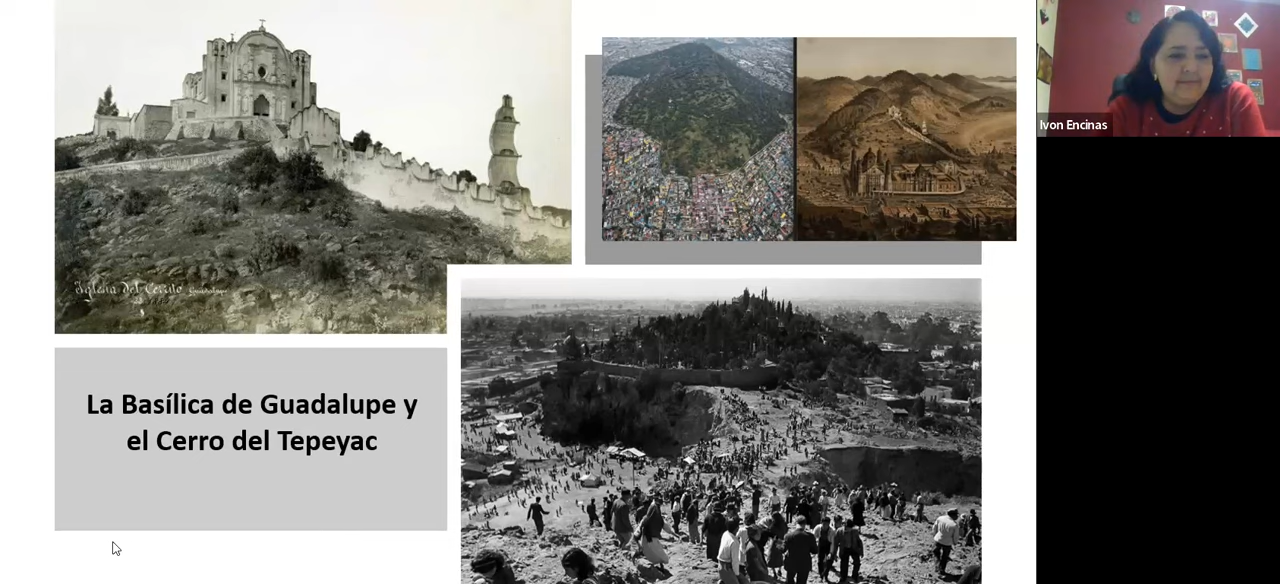 Iglesia del Cerrito Guadalupe
La Basílica de Guadalupe y
el Cerro del Tepeyac
Ivon Encinas